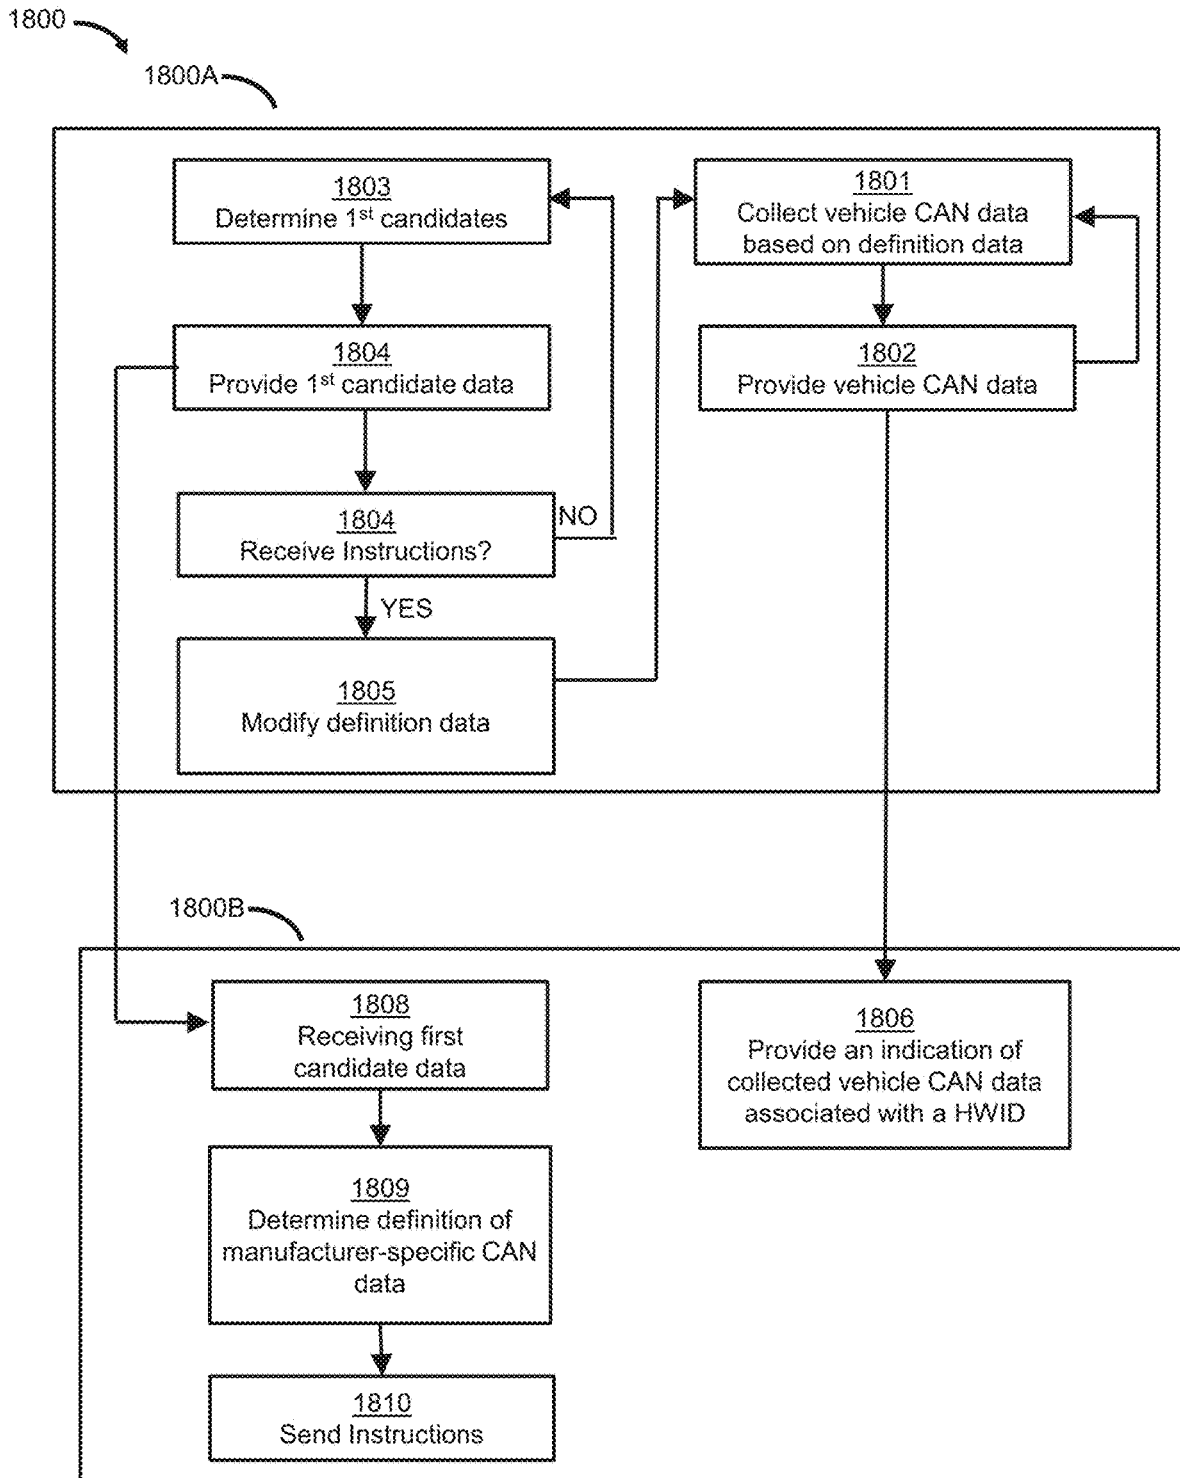 1800
1800A
1803
Determine 1st candidates
1804
Provide 1st candidate data
1804
Receive Instructions?
NO
YES
1805
Modify definition data
1801
Collect vehicle CAN data
based on definition data
1802
Provide vehicle CAN data
1800B
1808
Receiving first
candidate data
1809
Determine definition of
manufacturer-specific CAN
data
1810
Send Instructions
1806
Provide an indication of
collected vehicle CAN data
associated with a HWID